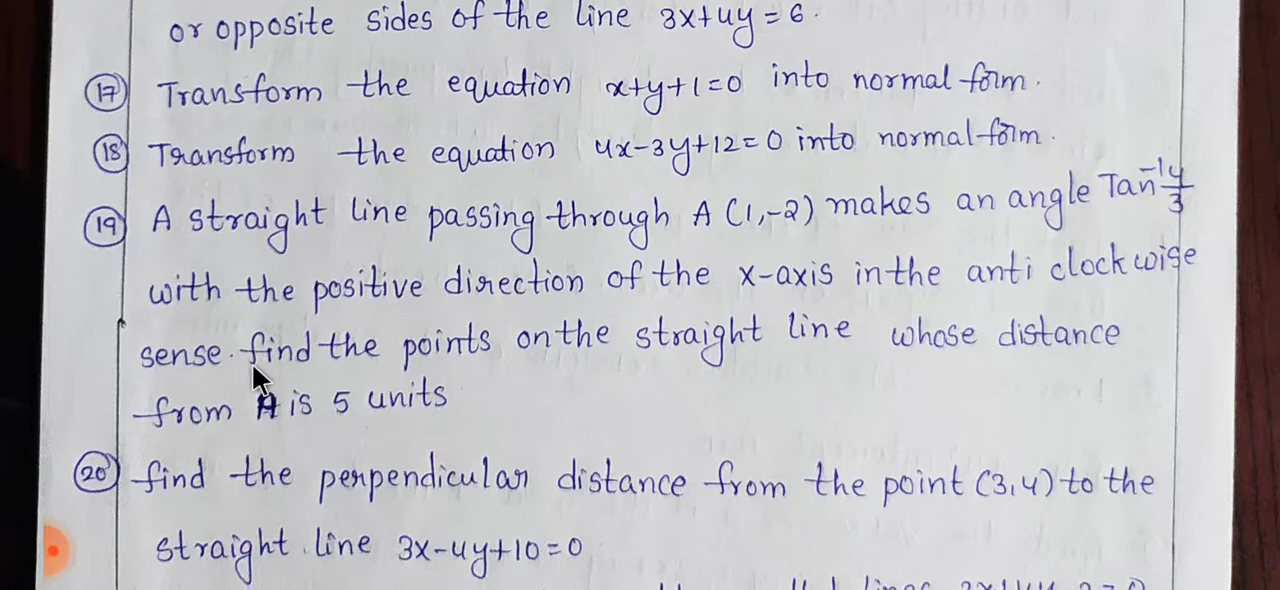 or opposite sides of the line 3x+4y=6.
(17) Transform the equation x+y+1=0 into normal form.
(18) Transform the equation 4x-3y+12=0 into normal form.
(19) A straight line passing through A (1,-2) makes an angle Tan⁻¹ 4/3
with the positive direction of the x-axis in the anti clock wise
sense. find the points on the straight line whose distance
from A is 5 units
(20) find the perpendicular distance from the point (3,4) to the
straight line 3x-4y+10=0